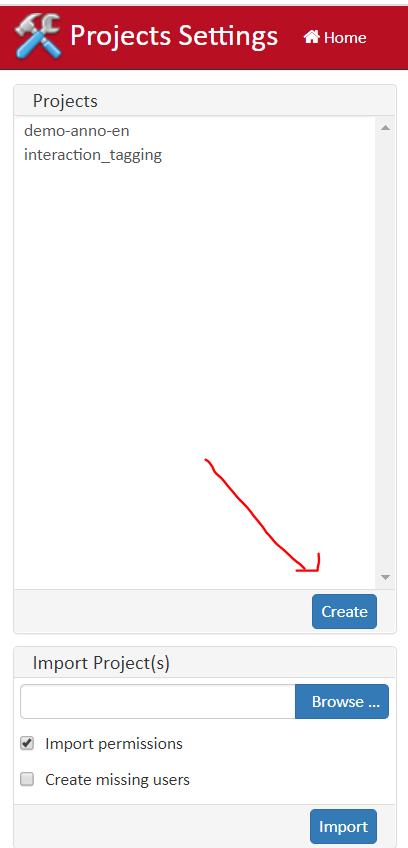 Projects Settings Home
Projects
demo-anno-en
interaction_tagging
Create
Import Project(s)
Browse ...
Import permissions
Create missing users
Import